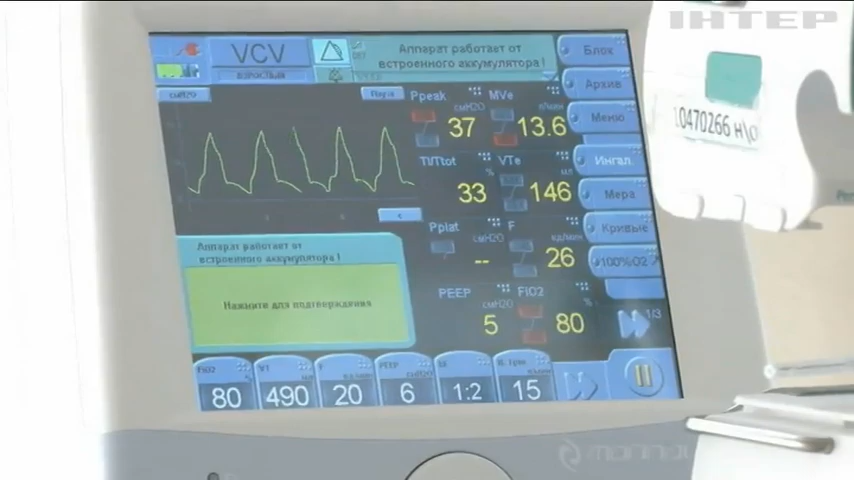 ІНТЕР
VCV
ВЗРОСЛЫЙ
Аппарат работает от
встроенного аккумулятора!
Блок
Архив
Меню
Ингал.
Мера
Кривые
100%O2
1/3
смH2O
Пауза
Ppeak
смH2O
37
MVe
л/мин
13.6
TI/Ttot
%
33
VTe
мл
146
Pplat
смH2O
--
F
26
PEEP
смH2O
5
FIO2
%
80
Аппарат работает от
встроенного аккумулятора!
Нажмите для подтверждения
FiO2
80
VT
490
F
20
PEEP
6
1:2
15